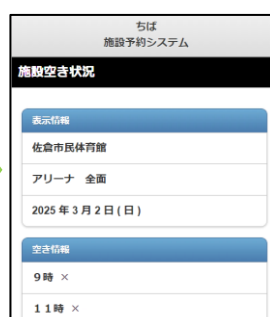 ちば
施設予約システム
施設空き状況
表示情報
佐倉市民体育館
アリーナ　全面
2025 年 3 月 2 日 ( 日 )
空き情報
９時 ×
１１時 ×